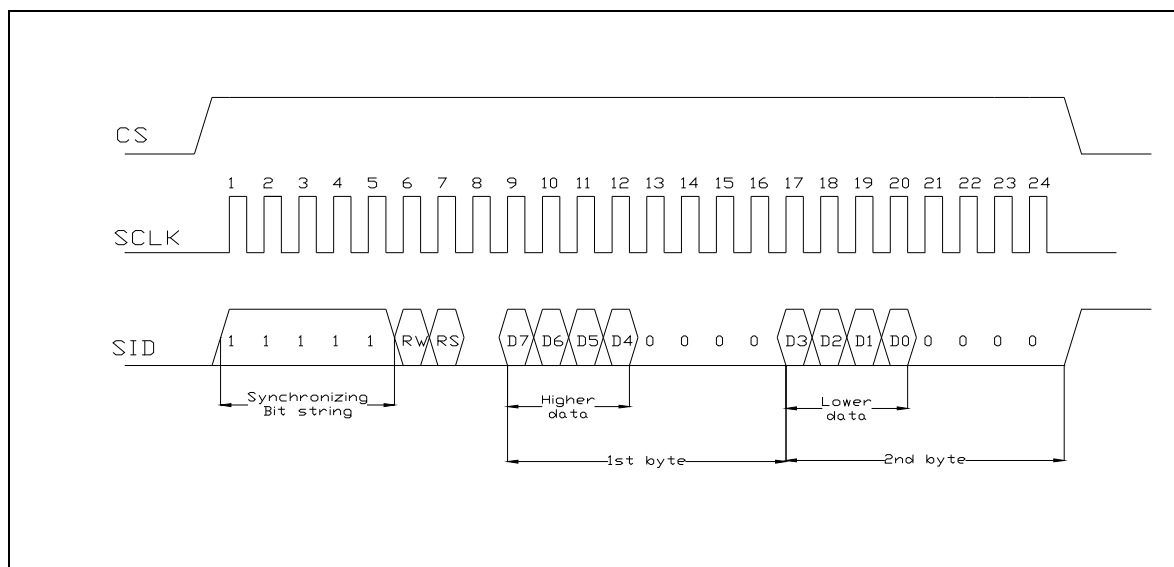 CS
1 2 3 4 5 6 7 8 9 10 11 12 13 14 15 16 17 18 19 20 21 22 23 24
SCLK
SID 1 1 1 1 1 RW RS D7 D6 D5 D4 0 0 0 0 D3 D2 D1 D0 0 0 0 0
Synchronizing Higher Lower
Bit string data data
1st byte 2nd byte